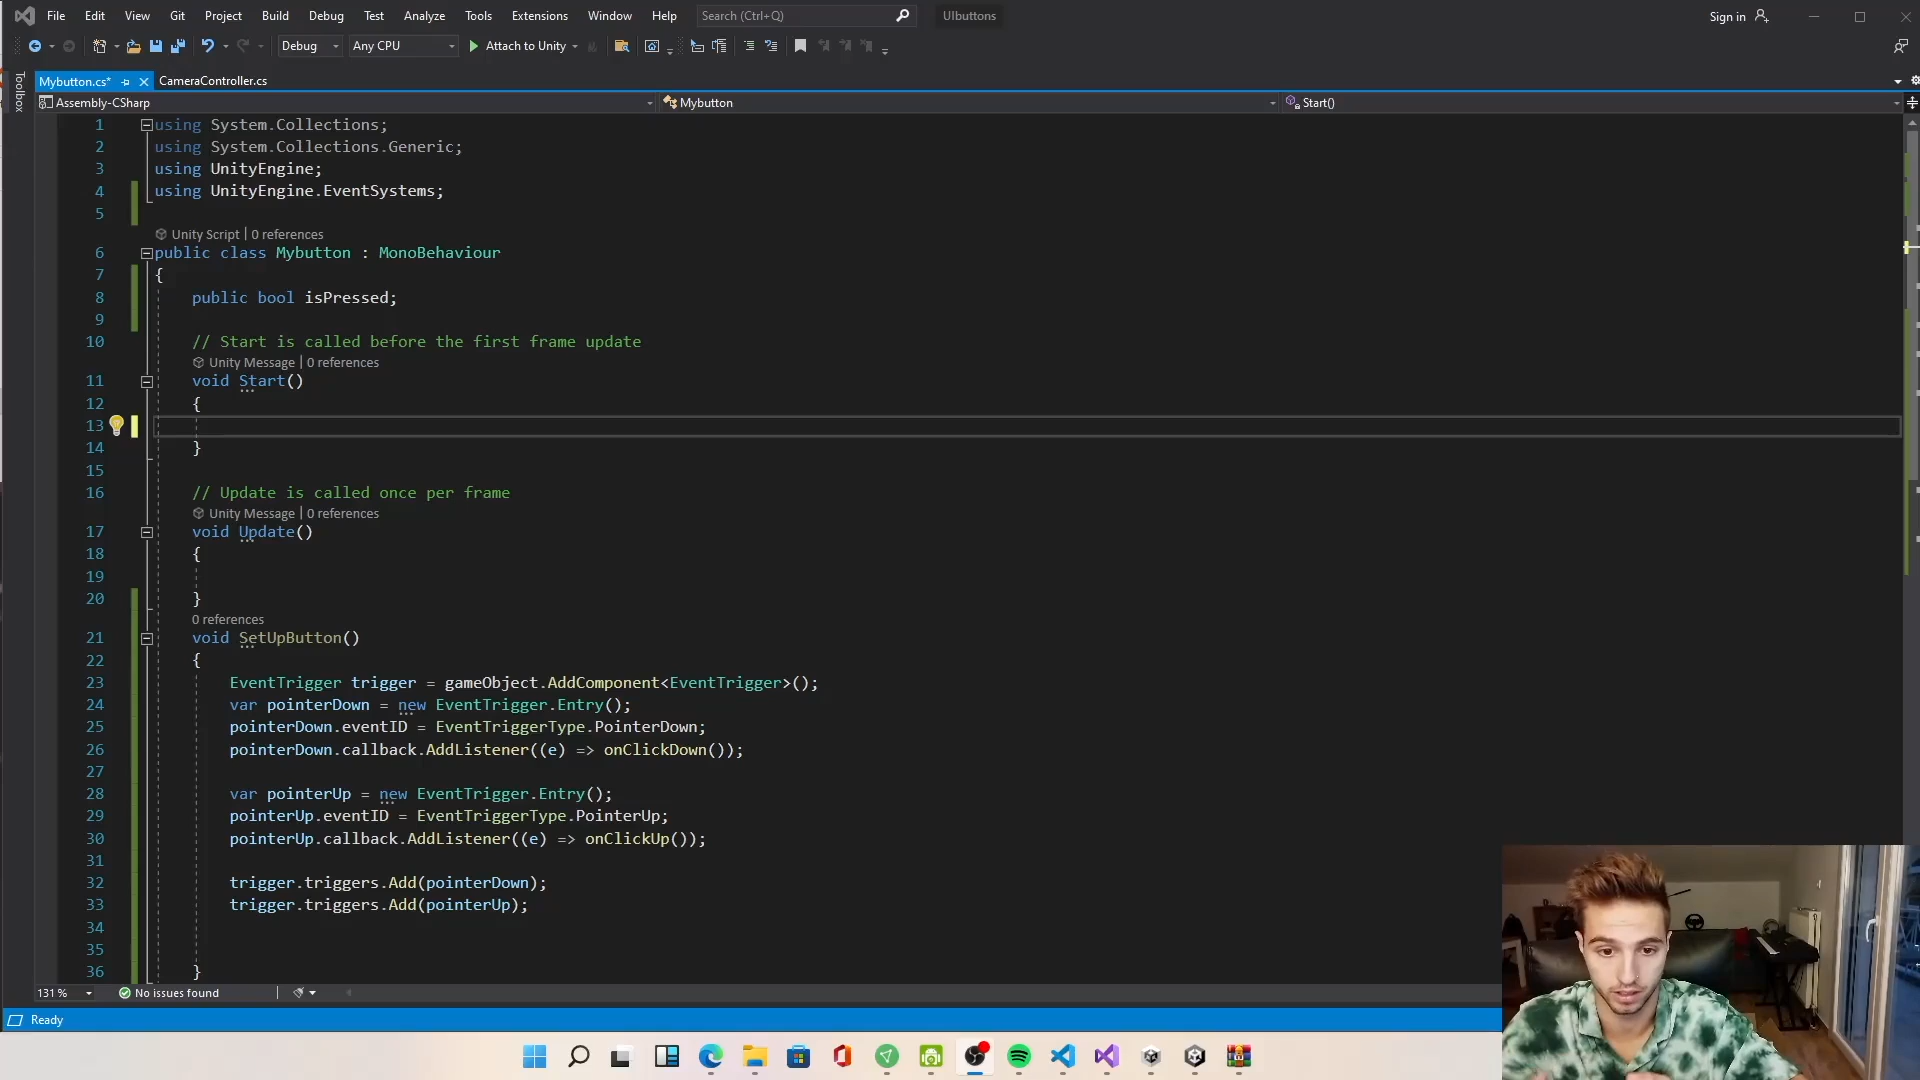 File Edit View Git Project Build Debug Test Analyze Tools Extensions Window Help Search (Ctrl+Q) UIbuttons Sign in
Debug Any CPU Attach to Unity
Toolbox
Mybutton.cs* CameraController.cs
Assembly-CSharp Mybutton Start()
1 using System.Collections;
2 using System.Collections.Generic;
3 using UnityEngine;
4 using UnityEngine.EventSystems;
5
Unity Script | 0 references
6 public class Mybutton : MonoBehaviour
7 {
8 public bool isPressed;
9
10 // Start is called before the first frame update
Unity Message | 0 references
11 void Start()
12 {
13
14 }
15
16 // Update is called once per frame
Unity Message | 0 references
17 void Update()
18 {
19
20 }
0 references
21 void SetUpButton()
22 {
23 EventTrigger trigger = gameObject.AddComponent<EventTrigger>();
24 var pointerDown = new EventTrigger.Entry();
25 pointerDown.eventID = EventTriggerType.PointerDown;
26 pointerDown.callback.AddListener((e) => onClickDown());
27
28 var pointerUp = new EventTrigger.Entry();
29 pointerUp.eventID = EventTriggerType.PointerUp;
30 pointerUp.callback.AddListener((e) => onClickUp());
31
32 trigger.triggers.Add(pointerDown);
33 trigger.triggers.Add(pointerUp);
34
35
36 }
131 % No issues found
Ready